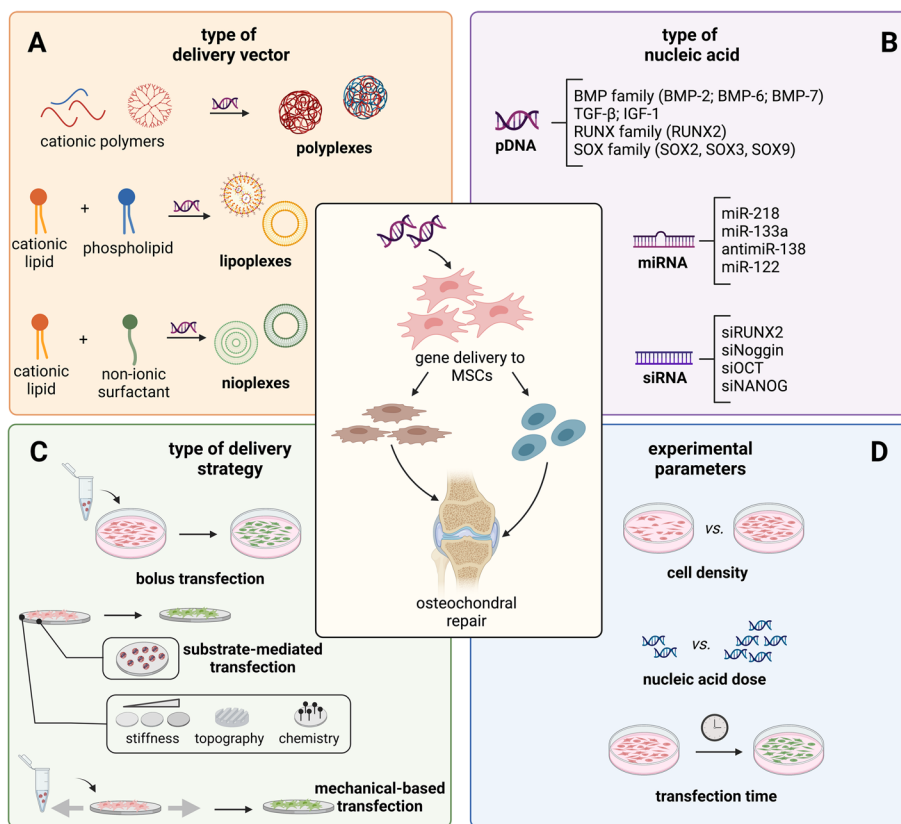 A
type of
delivery vector
cationic polymers
polyplexes
+
cationic
lipid
phospholipid
lipoplexes
+
cationic
lipid
non-ionic
surfactant
nioplexes
type of
nucleic acid
B
pDNA
BMP family (BMP-2; BMP-6; BMP-7)
TGF-β; IGF-1
RUNX family (RUNX2)
SOX family (SOX2, SOX3, SOX9)
miRNA
miR-218
miR-133a
antimiR-138
miR-122
siRNA
siRUNX2
siNoggin
siOCT
siNANOG
gene delivery to
MSCs
osteochondral
repair
C
type of delivery
strategy
bolus transfection
substrate-mediated
transfection
stiffness
topography
chemistry
mechanical-based
transfection
experimental
parameters
D
vs.
cell density
vs.
nucleic acid dose
transfection time